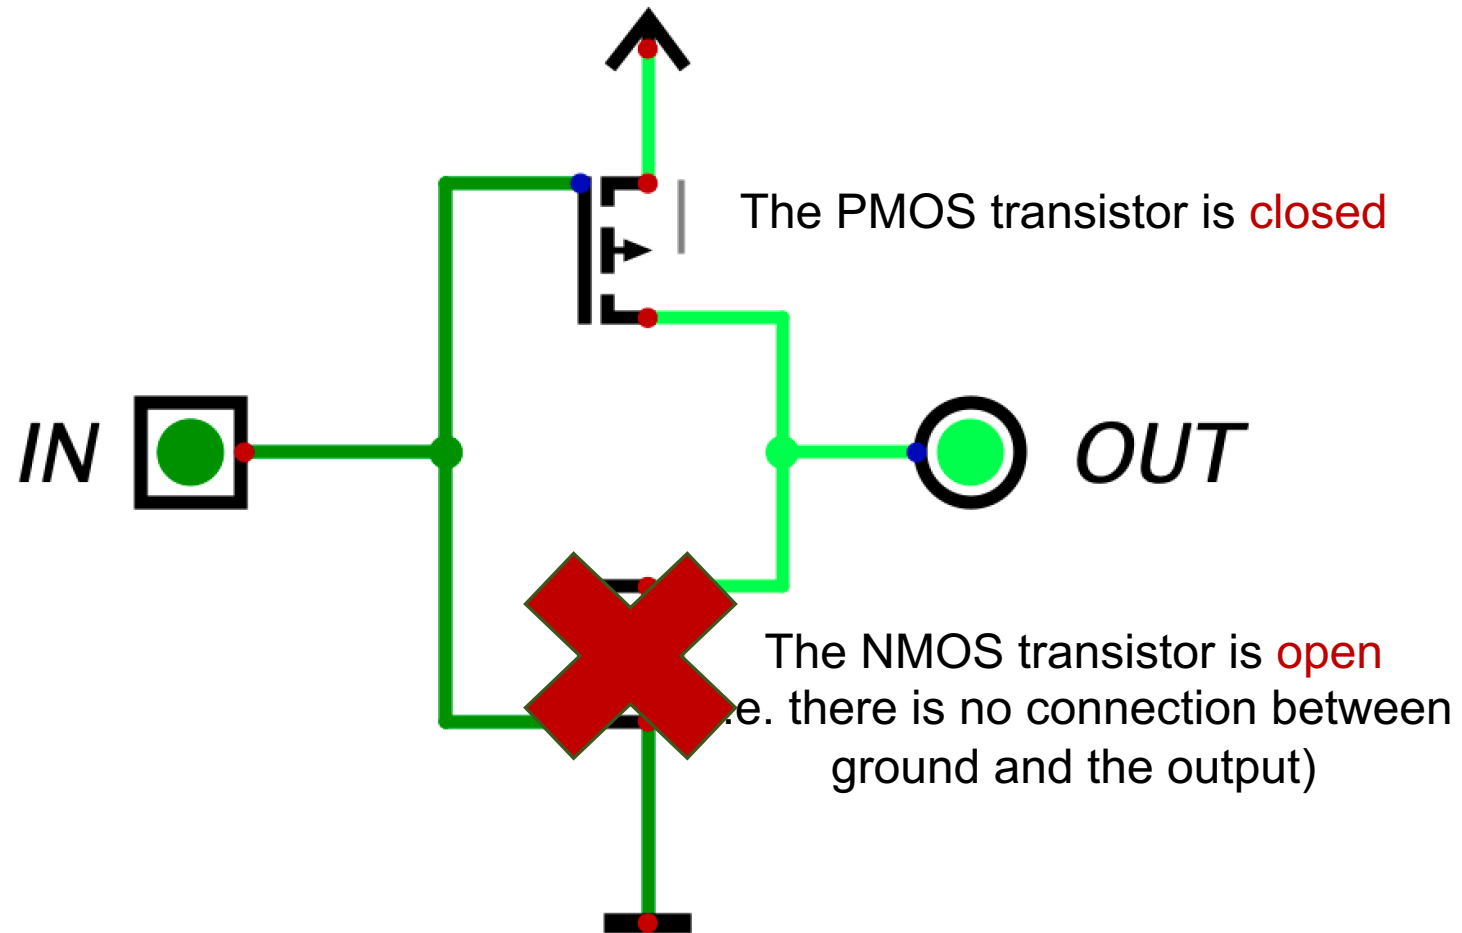 The PMOS transistor is closed
IN
OUT
The NMOS transistor is open
.e. there is no connection between
ground and the output)